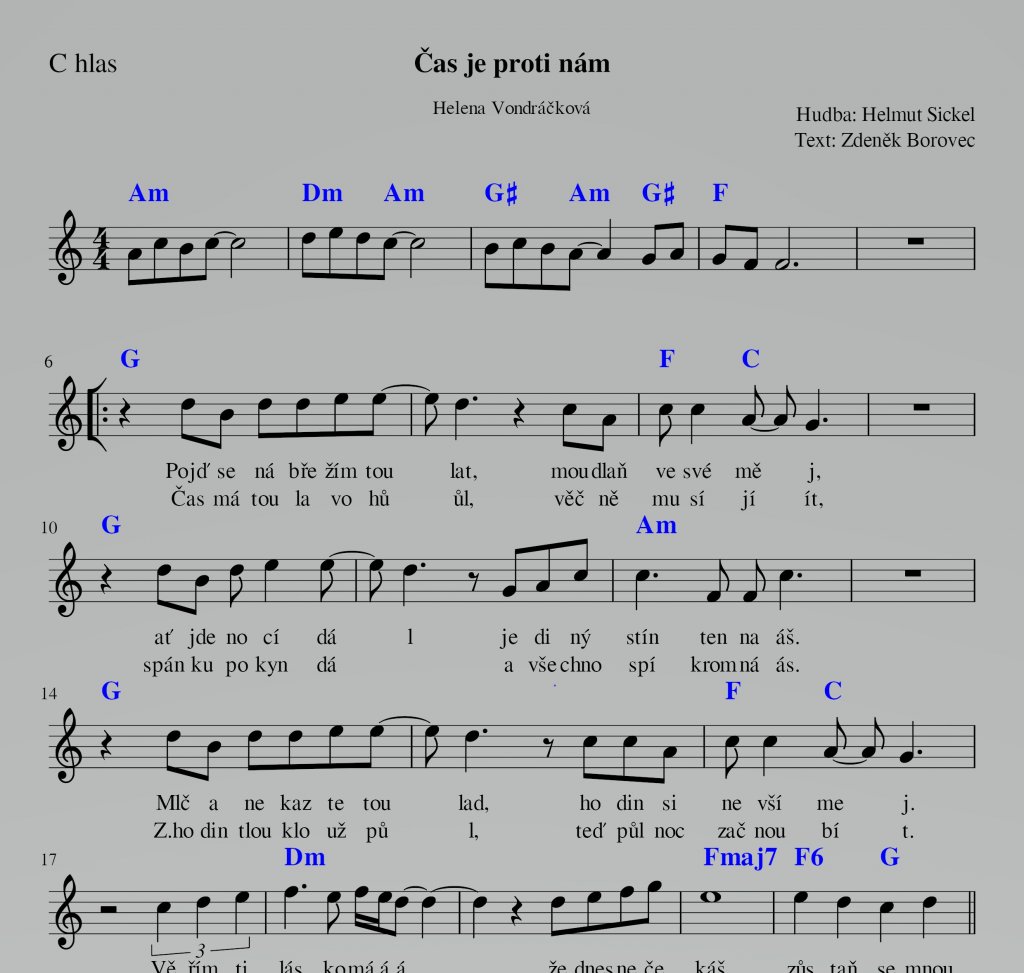 C hlas
Čas je proti nám
Helena Vondráčková
Hudba: Helmut Sickel
Text: Zdeněk Borovec
Am Dm Am G♯ Am G♯ F
4
4
6
G F C
Pojď se ná bře žím tou lat, mou dlaň ve své mě j,
Čas má tou la vo hů ůl, věč ně mu sí jí ít,
10
G Am
ať jde no cí dá l je di ný stín ten na áš.
spán ku po kyn dá a vše chno spí krom ná ás.
14
G F C
Mlč a ne kaz te tou lad, ho din si ne vší me j.
Z.ho din tlou klo už pů l, teď půl noc zač nou bí t.
17
Dm Fmaj7 F6 G
3
Vě řím ti lás ko má á á že dnes ne če káš zůs taň se mnou